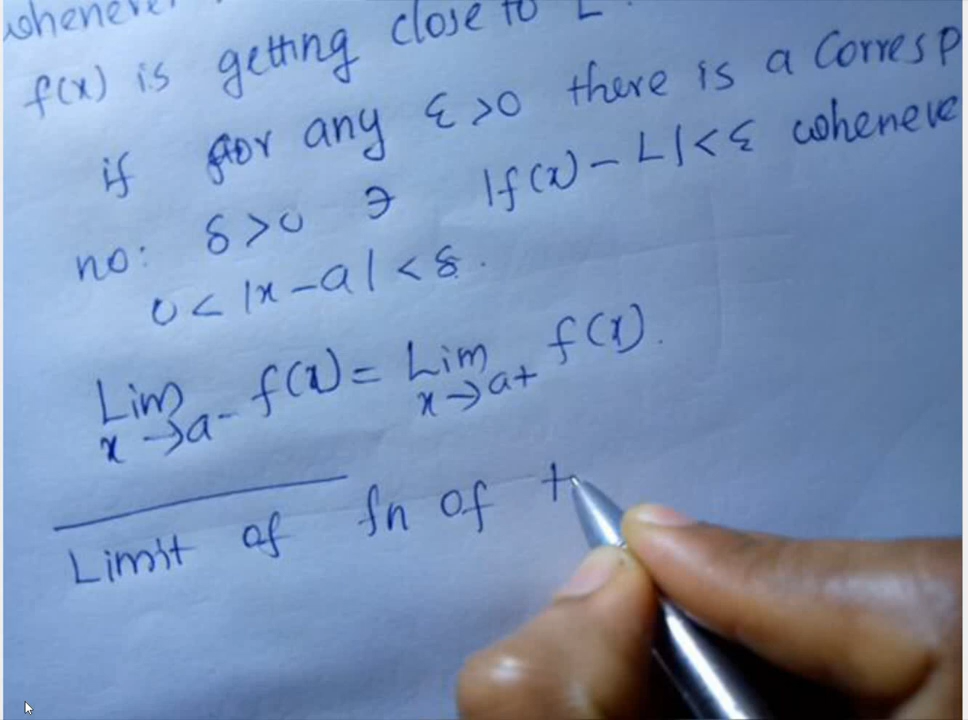 whenever
f(x) is getting close to L.
if for any ε>0 there is a corresp
no: δ>0 ∋ |f(x)-L|<ε wheneve
0<|x-a|<δ.
Lim x→a- f(x) = Lim x→a+ f(x).
Limit of fn of t